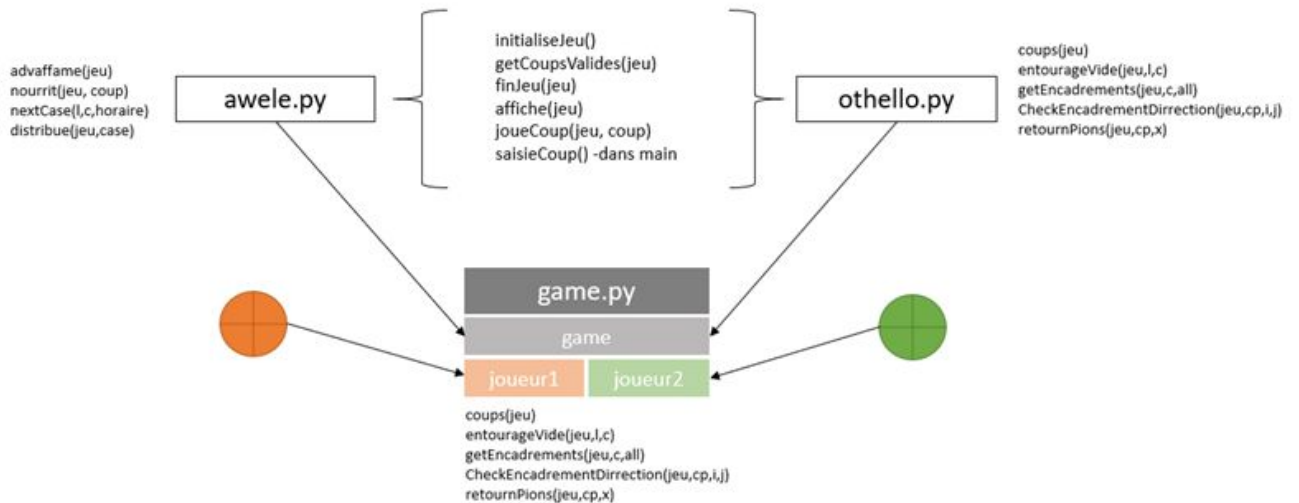 initialiseJeu()
getCoupsValides(jeu)
finJeu(jeu)
affiche(jeu)
joueCoup(jeu, coup)
saisieCoup() -dans main
advaffame(jeu)
nourrit(jeu, coup)
nextCase(l,c,horaire)
distribue(jeu,case)
awele.py
othello.py
coups(jeu)
entourageVide(jeu,l,c)
getEncadrements(jeu,c,all)
CheckEncadrementDirrection(jeu,cp,i,j)
retournPions(jeu,cp,x)
game.py
game
joueur1
joueur2
coups(jeu)
entourageVide(jeu,l,c)
getEncadrements(jeu,c,all)
CheckEncadrementDirrection(jeu,cp,i,j)
retournPions(jeu,cp,x)